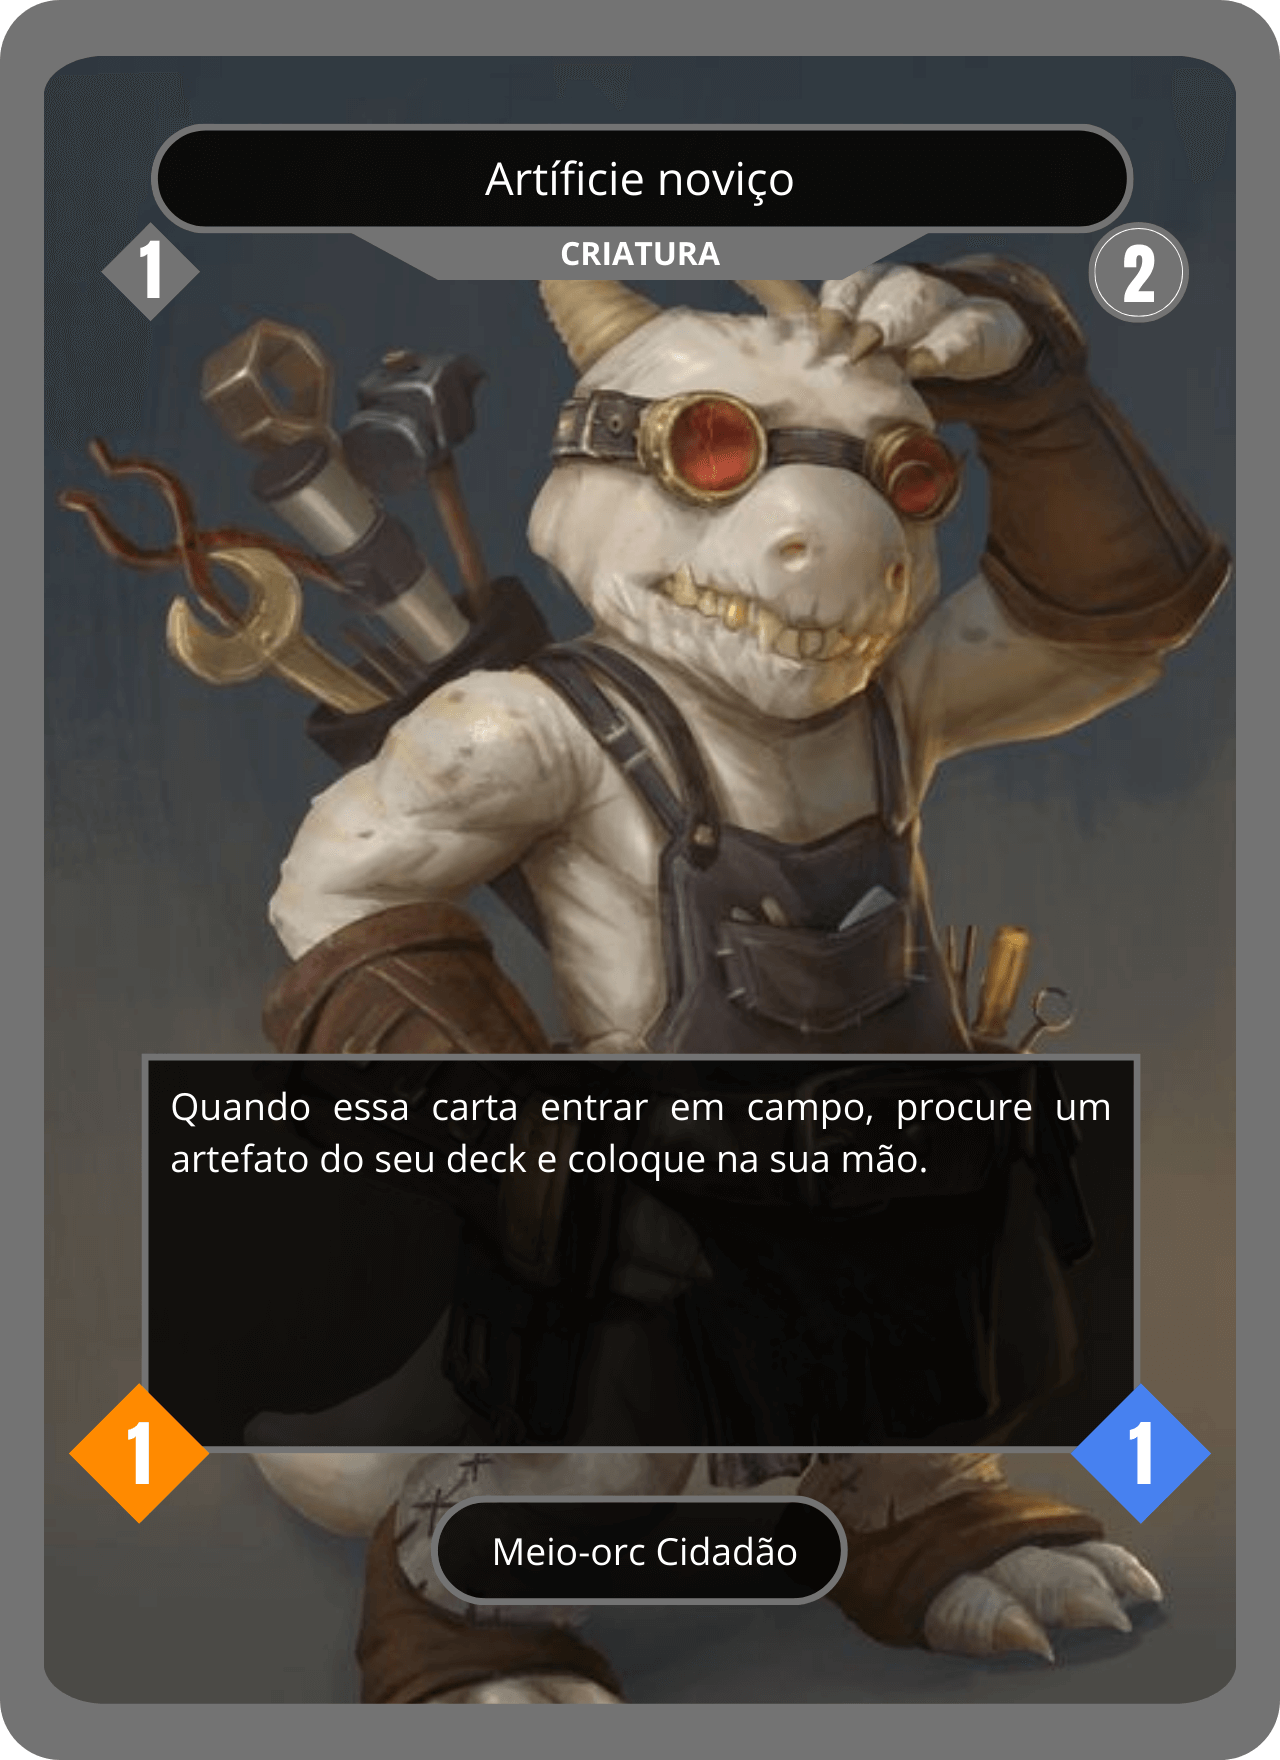 Artífície noviço
CRIATURA
1
2
Quando essa carta entrar em campo, procure um
artefato do seu deck e coloque na sua mão.
1
1
Meio-orc Cidadão